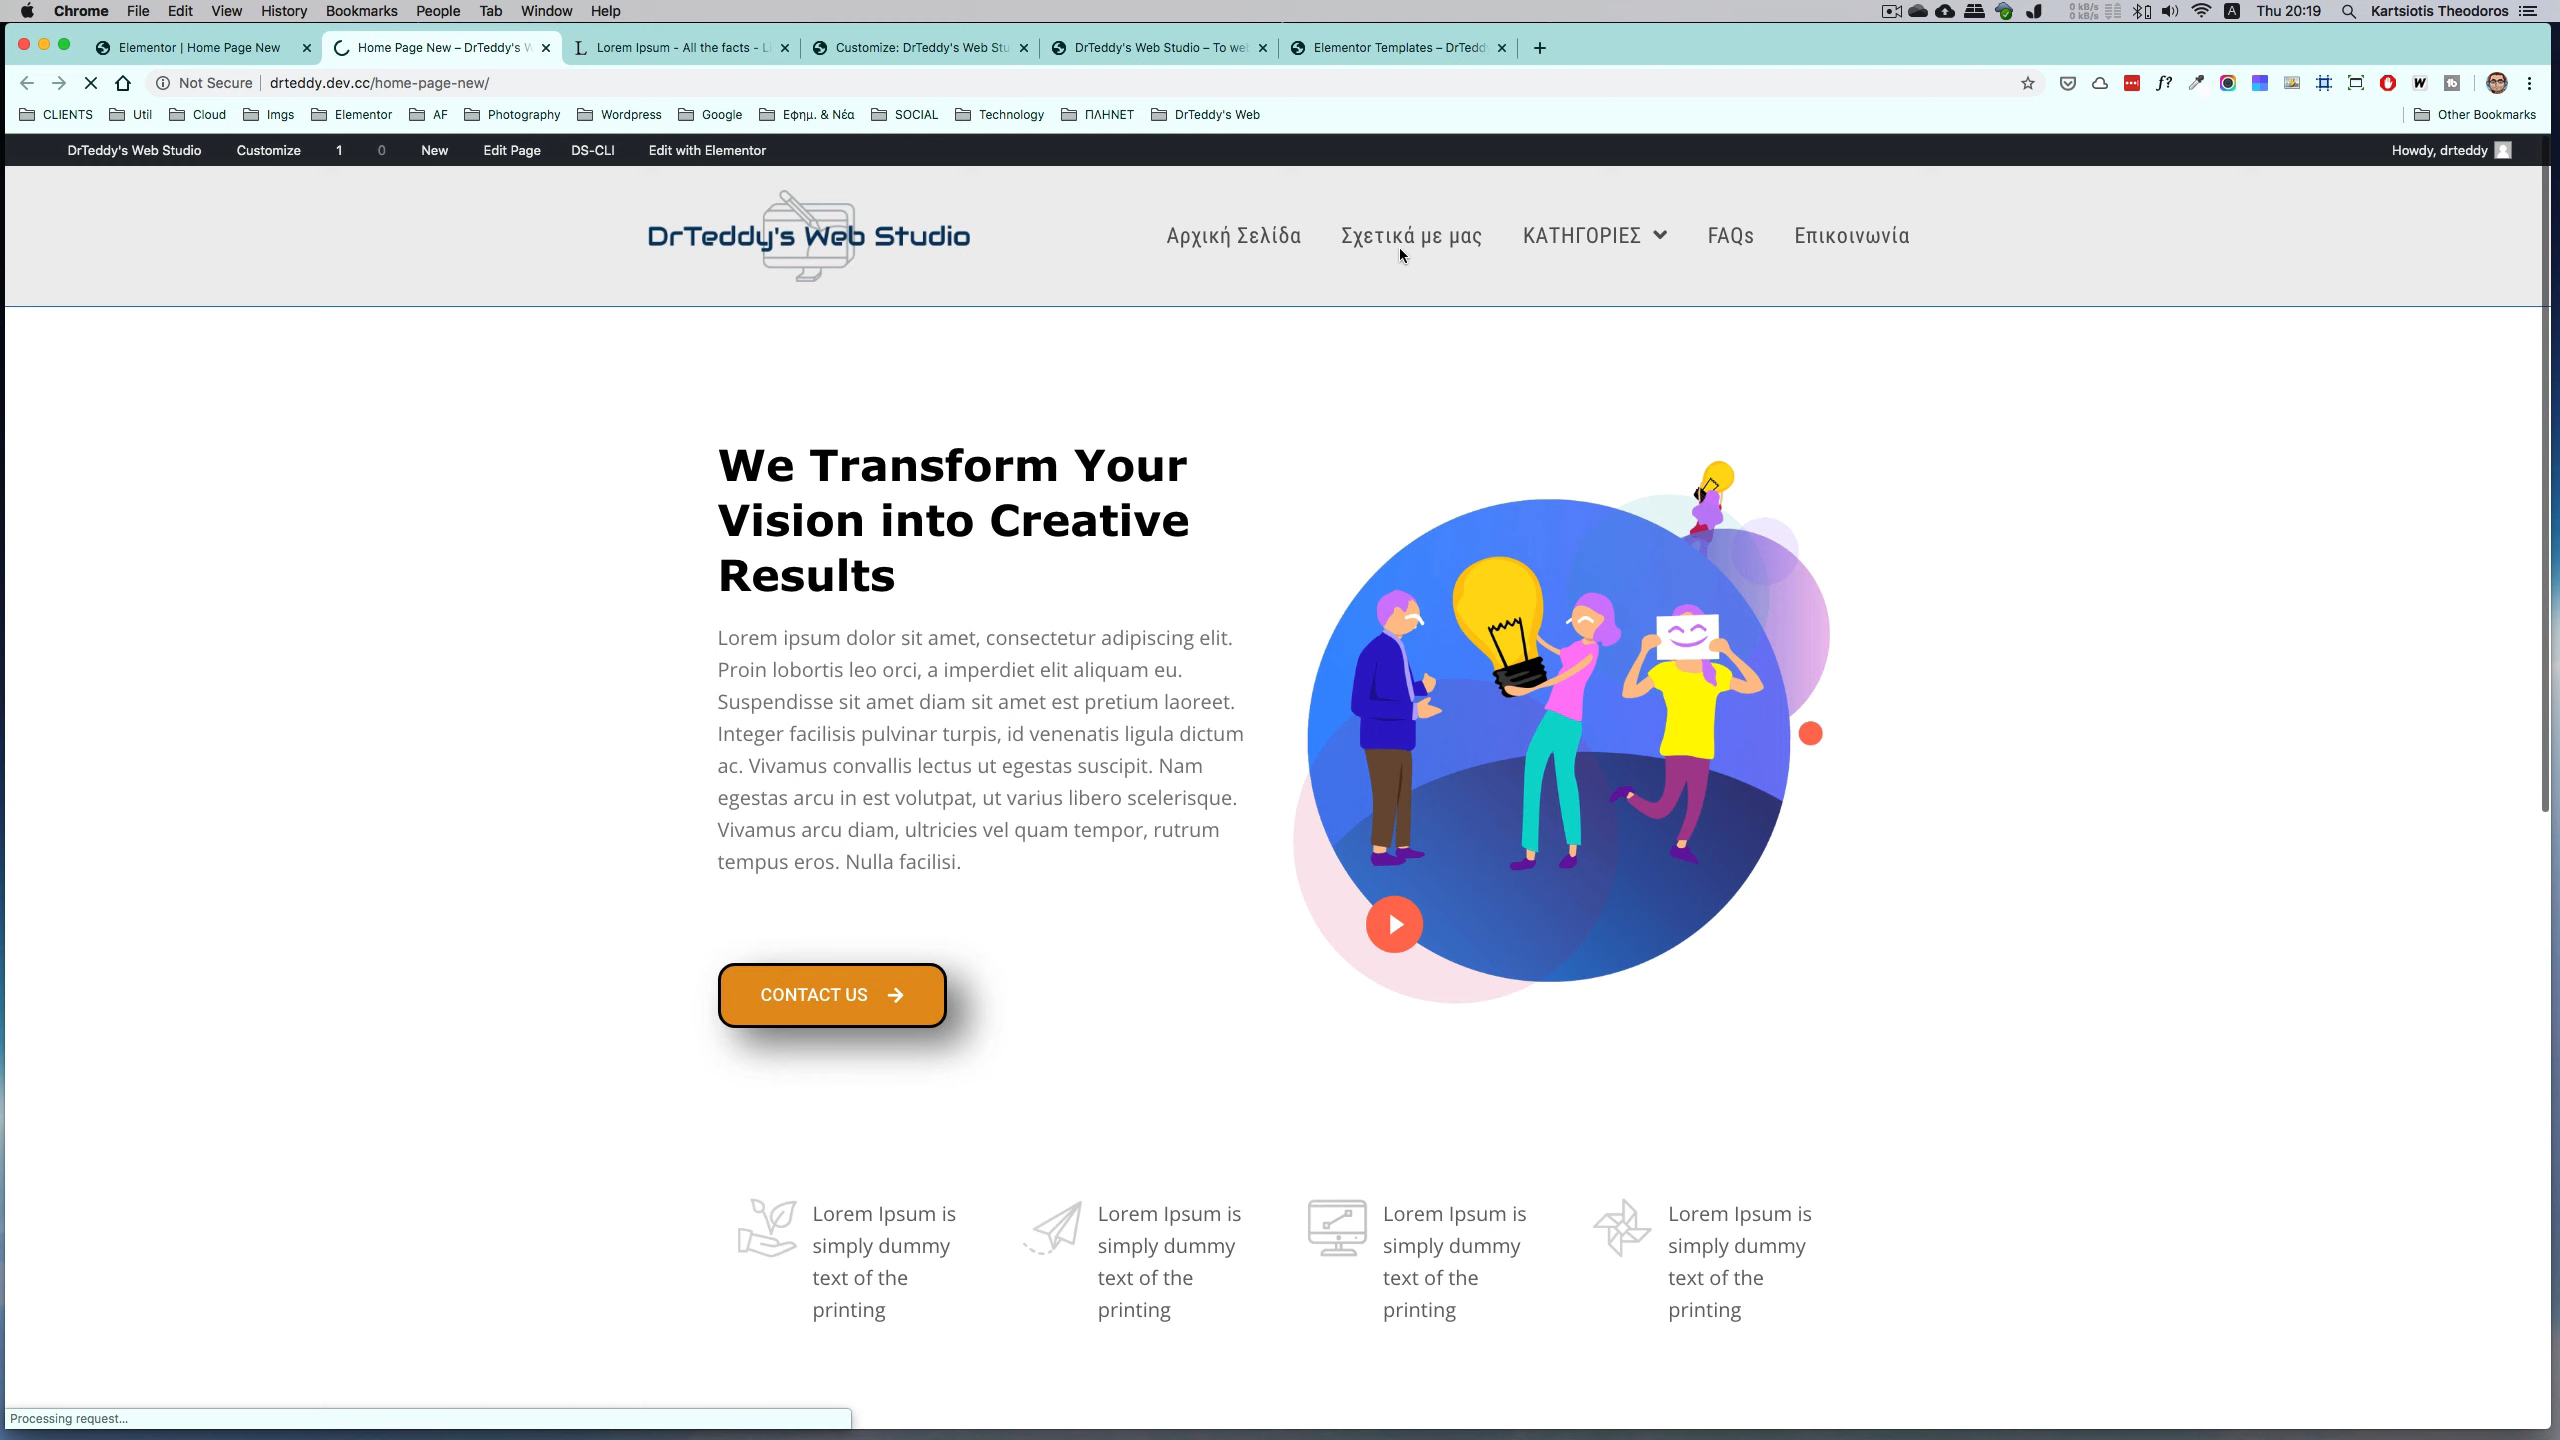 Chrome File Edit View History Bookmarks People Tab Window Help
0 kB/s
0 kB/s
A Thu 20:19 Kartsiotis Theodoros
Elementor | Home Page New
Home Page New – DrTeddy's W
Lorem Ipsum - All the facts - L
Customize: DrTeddy's Web Stu
DrTeddy's Web Studio – To we
Elementor Templates – DrTedd
Not Secure drteddy.dev.cc/home-page-new/
CLIENTS Util Cloud Imgs Elementor AF Photography Wordpress Google Εφημ. & Νέα SOCIAL Technology ΠΛΗΝΕΤ DrTeddy's Web Other Bookmarks
DrTeddy's Web Studio Customize 1 0 New Edit Page DS-CLI Edit with Elementor Howdy, drteddy
DrTeddy's Web Studio
Αρχική Σελίδα Σχετικά με μας ΚΑΤΗΓΟΡΙΕΣ FAQs Επικοινωνία
We Transform Your
Vision into Creative
Results
Lorem ipsum dolor sit amet, consectetur adipiscing elit.
Proin lobortis leo orci, a imperdiet elit aliquam eu.
Suspendisse sit amet diam sit amet est pretium laoreet.
Integer facilisis pulvinar turpis, id venenatis ligula dictum
ac. Vivamus convallis lectus ut egestas suscipit. Nam
egestas arcu in est volutpat, ut varius libero scelerisque.
Vivamus arcu diam, ultricies vel quam tempor, rutrum
tempus eros. Nulla facilisi.
CONTACT US
Lorem Ipsum is
simply dummy
text of the
printing
Lorem Ipsum is
simply dummy
text of the
printing
Lorem Ipsum is
simply dummy
text of the
printing
Lorem Ipsum is
simply dummy
text of the
printing
Processing request...